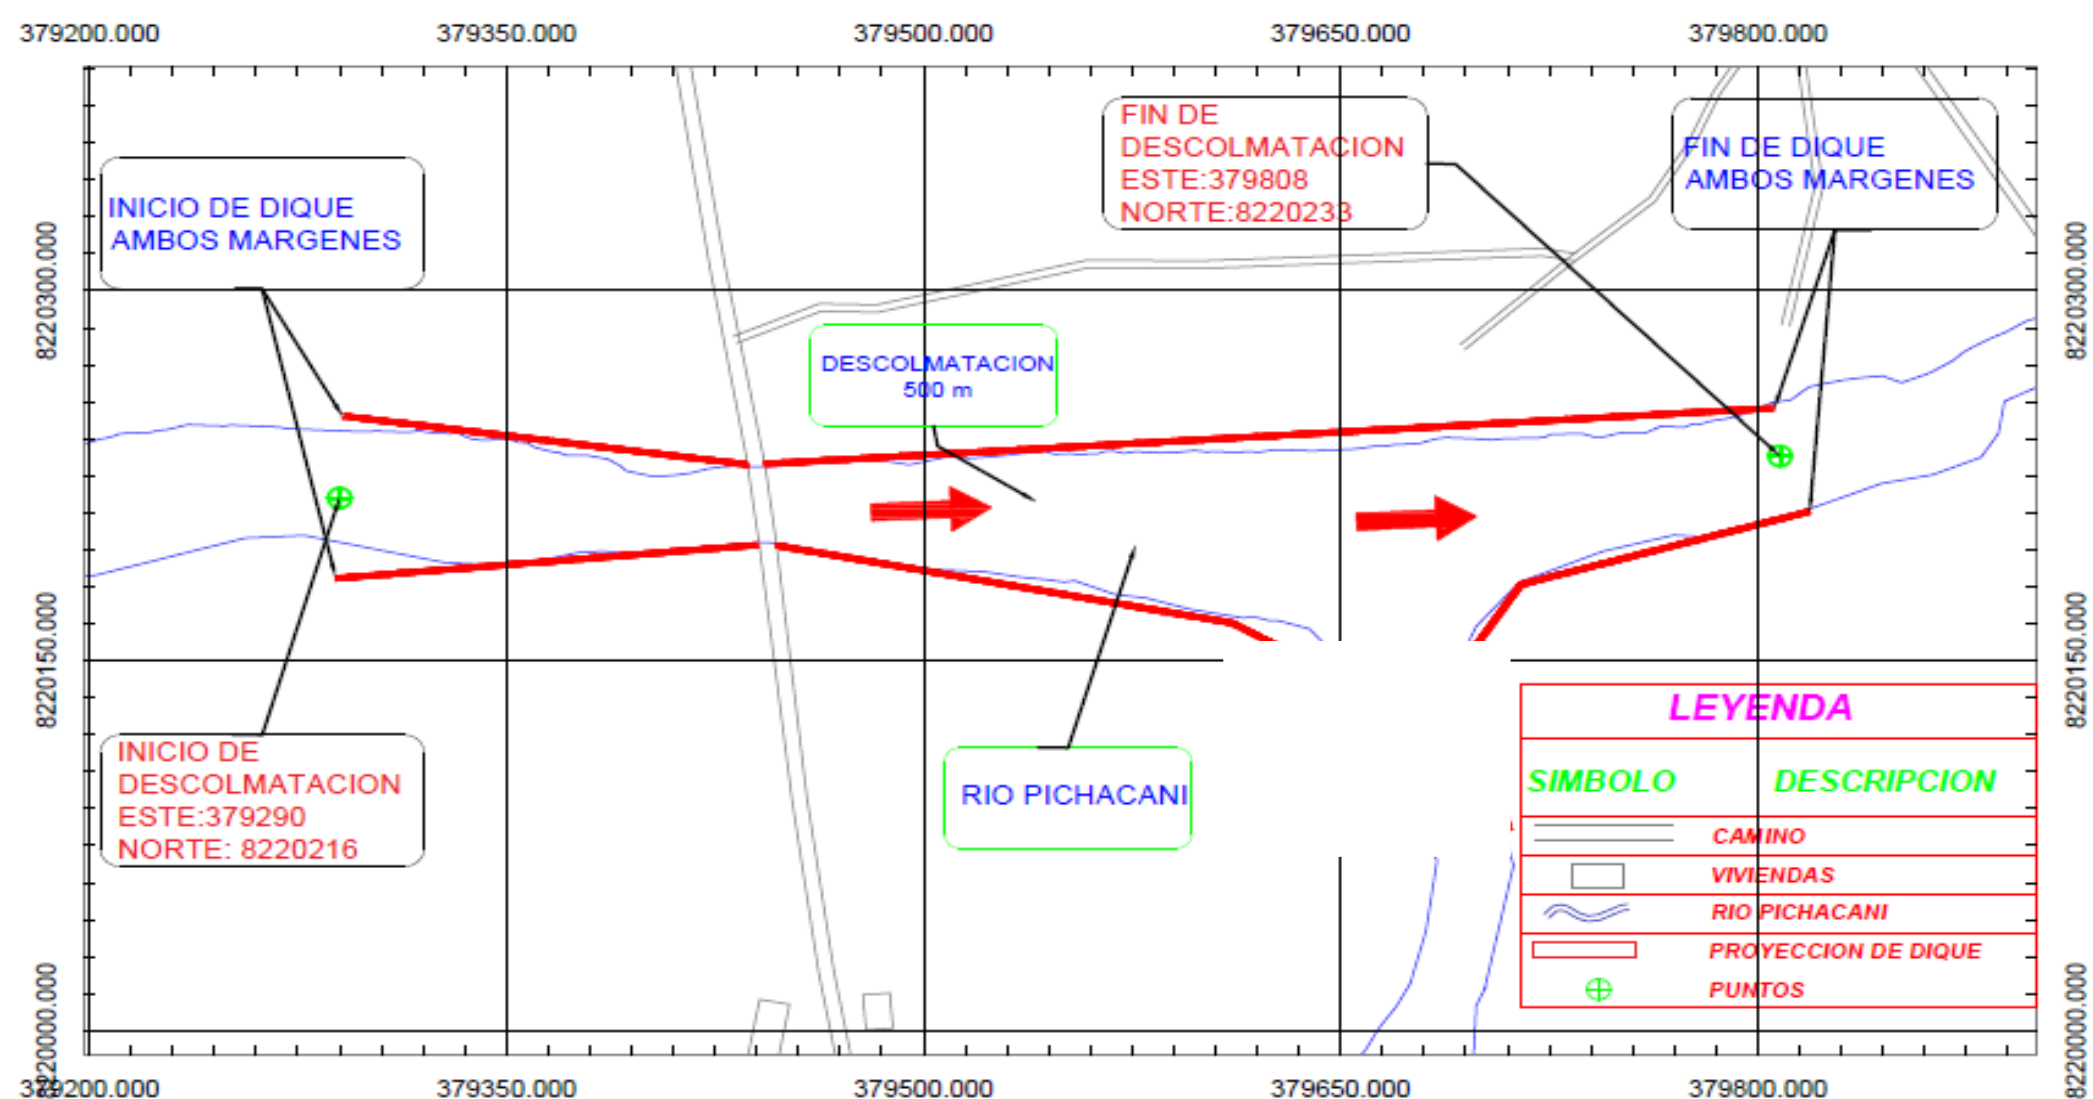 379200.000 379350.000 379500.000 379650.000 379800.000
FIN DE
DESCOLMATACION
ESTE:379808
NORTE:8220233
FIN DE DIQUE
AMBOS MARGENES
INICIO DE DIQUE
AMBOS MARGENES
8220300.000 8220300.000
DESCOLMATACION
500 m
8220150.000 8220150.000
INICIO DE
DESCOLMATACION
ESTE:379290
NORTE: 8220216
RIO PICHACANI
LEYENDA
SIMBOLO DESCRIPCION
CAMINO
VIVIENDAS
RIO PICHACANI
PROYECCION DE DIQUE
PUNTOS
8220000.000 8220000.000
379200.000 379350.000 379500.000 379650.000 379800.000